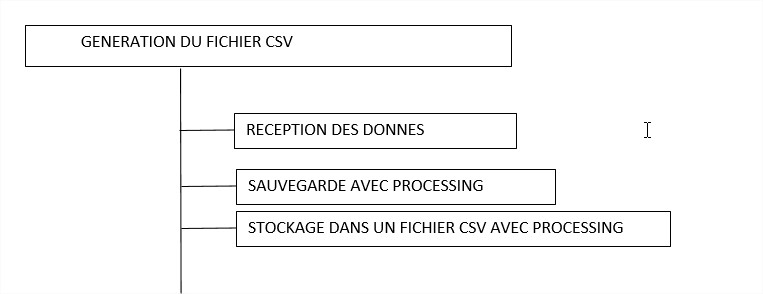 GENERATION DU FICHIER CSV
RECEPTION DES DONNES
SAUVEGARDE AVEC PROCESSING
STOCKAGE DANS UN FICHIER CSV AVEC PROCESSING